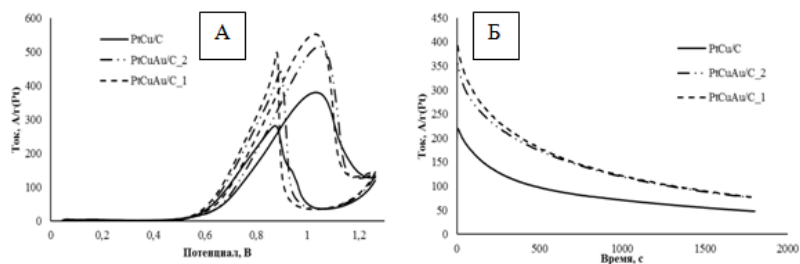 А
Ток, А/г(Pt)
600
500
400
300
200
100
0
PtCu/C
PtCuAu/C_2
PtCuAu/C_1
0
0,2
0,4
0,6
0,8
1
1,2
Потенциал, В
Б
Ток, А/г(Pt)
450
400
350
300
250
200
150
100
50
0
PtCu/C
PtCuAu/C_2
PtCuAu/C_1
0
500
1000
1500
2000
Время, с